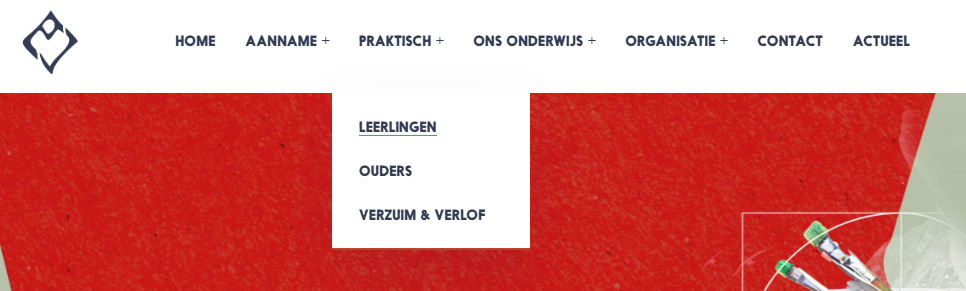 HOME AANNAME + PRAKTISCH + ONS ONDERWIJS + ORGANISATIE + CONTACT ACTUEEL
LEERLINGEN
OUDERS
VERZUIM & VERLOF